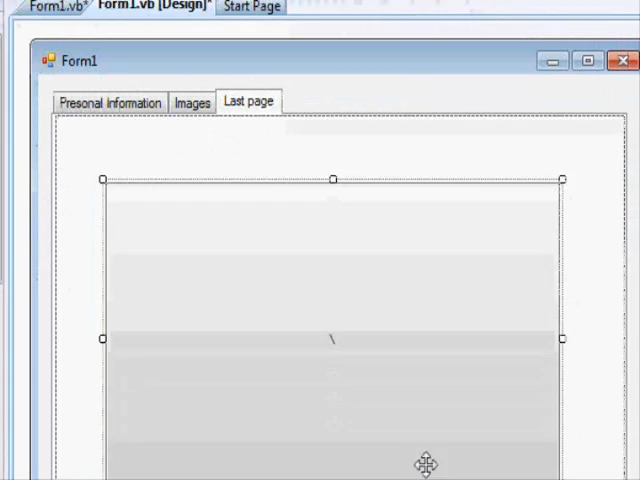 Form1.vb* Form1.vb [Design]* Start Page
Form1
Presonal Information Images Last page
\